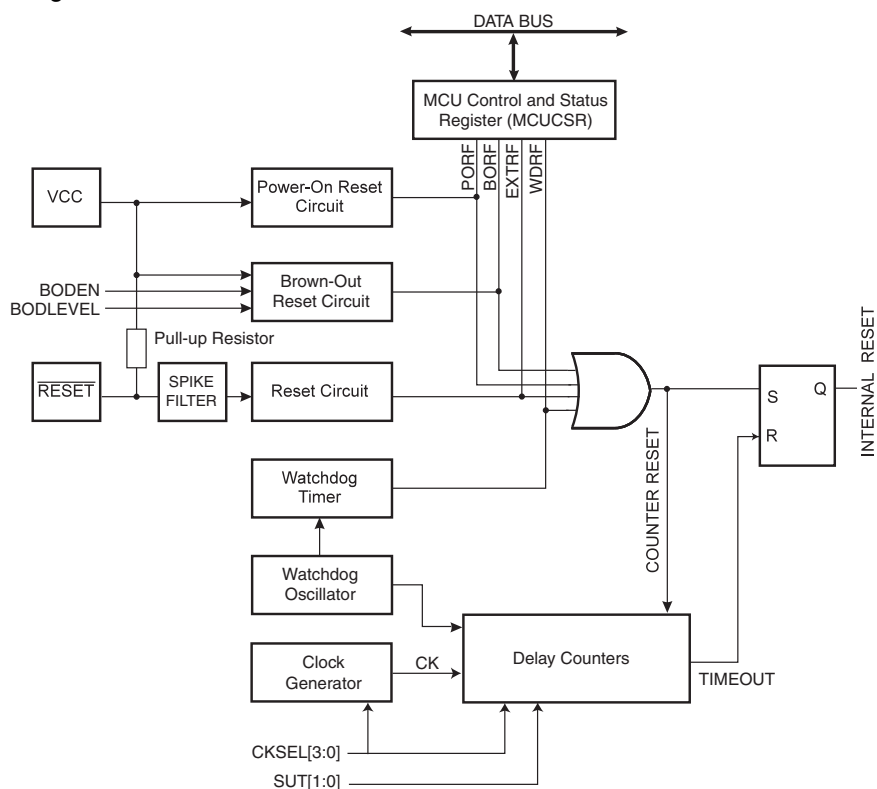 DATA BUS
MCU Control and Status
Register (MCUCSR)
PORF
BORF
EXTRF
WDRF
VCC
Power-On Reset
Circuit
BODEN
BODLEVEL
Brown-Out
Reset Circuit
Pull-up Resistor
RESET
SPIKE
FILTER
Reset Circuit
S
Q
R
INTERNAL RESET
Watchdog
Timer
COUNTER RESET
Watchdog
Oscillator
Clock
Generator
CK
Delay Counters
TIMEOUT
CKSEL[3:0]
SUT[1:0]